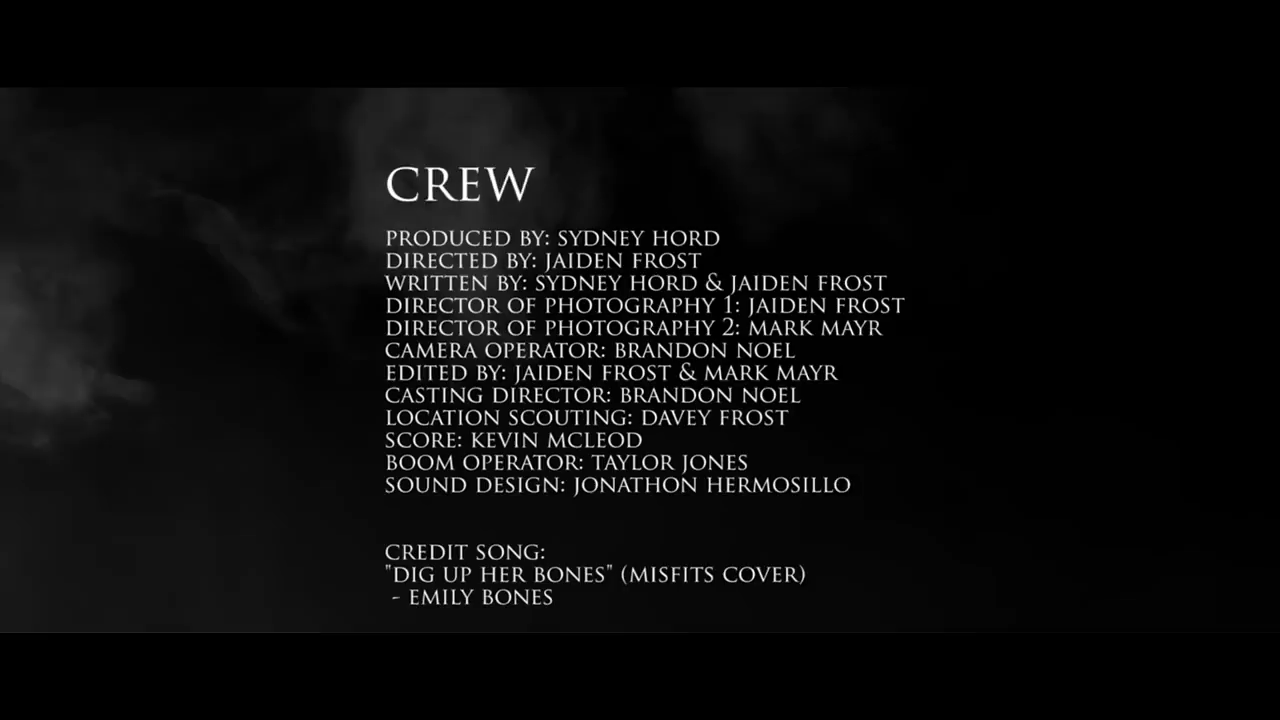 CREW
PRODUCED BY: SYDNEY HORD
DIRECTED BY: JAIDEN FROST
WRITTEN BY: SYDNEY HORD & JAIDEN FROST
DIRECTOR OF PHOTOGRAPHY 1: JAIDEN FROST
DIRECTOR OF PHOTOGRAPHY 2: MARK MAYR
CAMERA OPERATOR: BRANDON NOEL
EDITED BY: JAIDEN FROST & MARK MAYR
CASTING DIRECTOR: BRANDON NOEL
LOCATION SCOUTING: DAVEY FROST
SCORE: KEVIN MCLEOD
BOOM OPERATOR: TAYLOR JONES
SOUND DESIGN: JONATHON HERMOSILLO
CREDIT SONG:
"DIG UP HER BONES" (MISFITS COVER)
- EMILY BONES